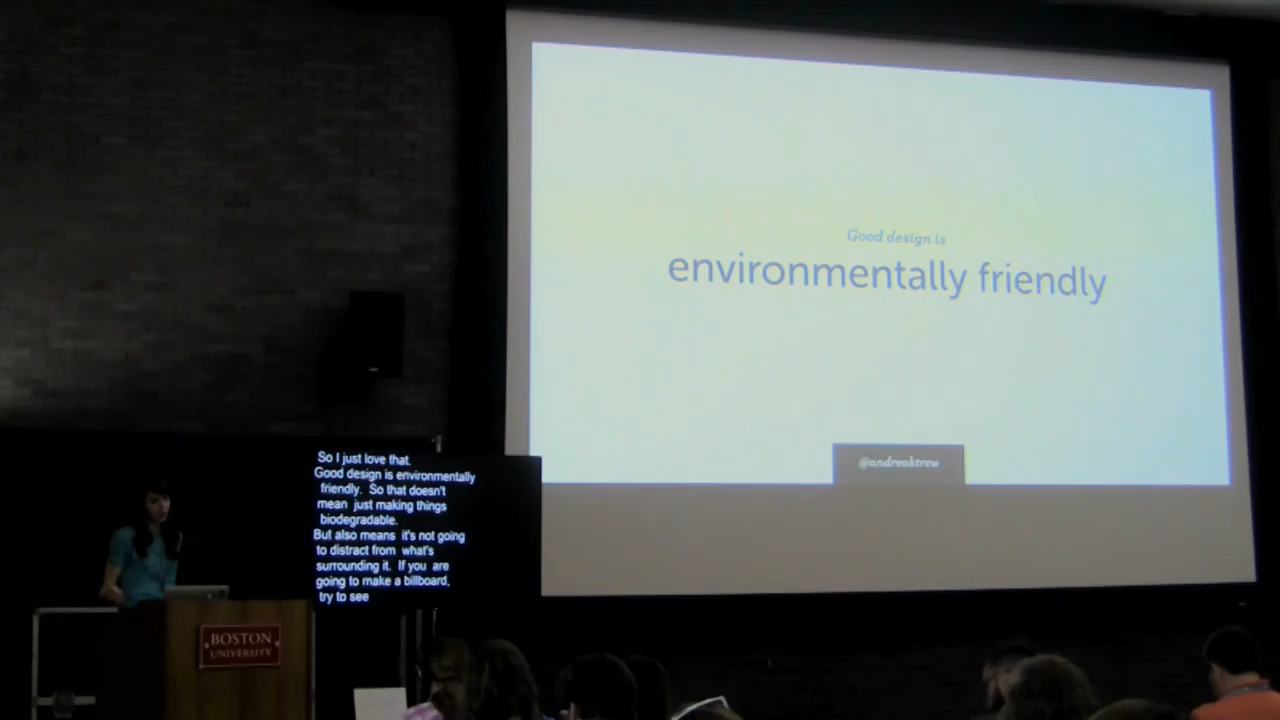 Good design is
environmentally friendly
@andreaktrew
So I just love that.
Good design is environmentally
friendly. So that doesn't
mean just making things
biodegradable.
But also means it's not going
to distract from what's
surrounding it. If you are
going to make a billboard,
try to see
BOSTON
UNIVERSITY